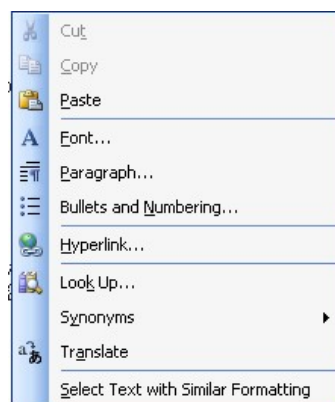 Cut
Copy
Paste
Font...
Paragraph...
Bullets and Numbering...
Hyperlink...
Look Up...
Synonyms
Translate
Select Text with Similar Formatting